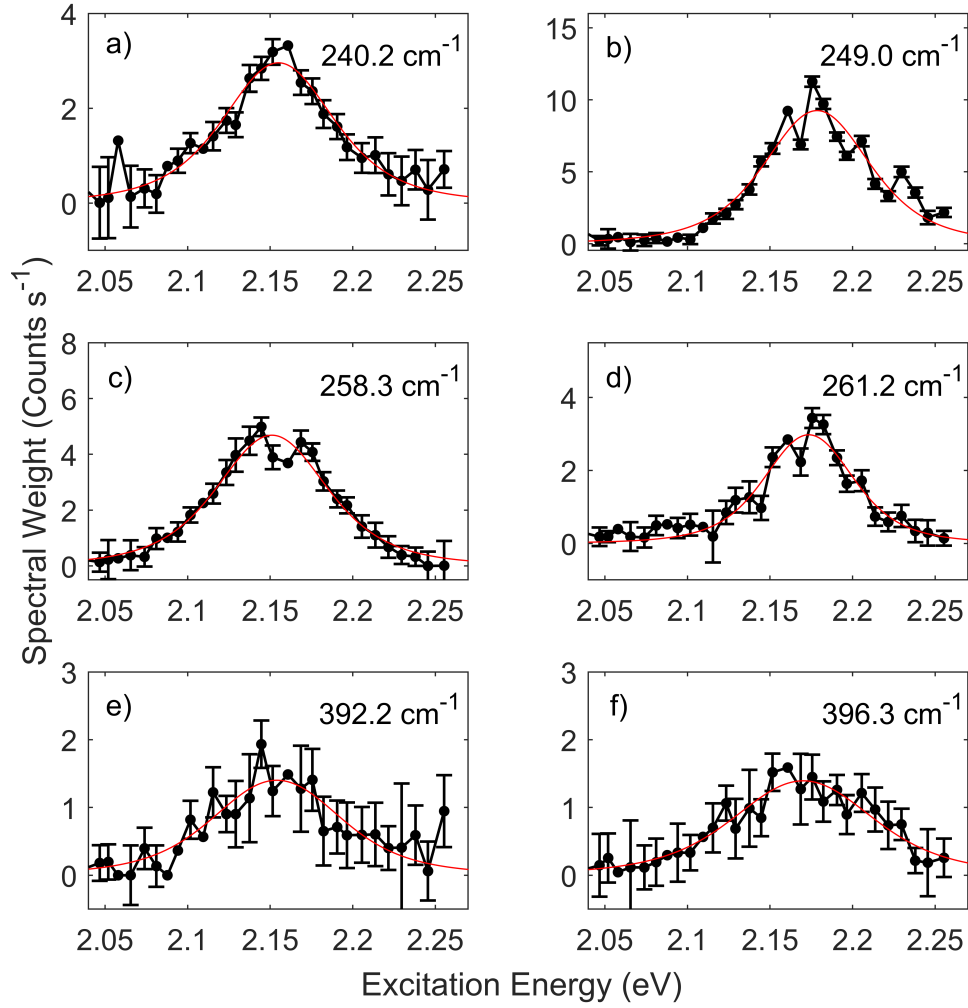 a) 240.2 cm⁻¹
4
2
0
2.05 2.1 2.15 2.2 2.25
b) 249.0 cm⁻¹
15
10
5
0
2.05 2.1 2.15 2.2 2.25
c) 258.3 cm⁻¹
8
6
4
2
0
2.05 2.1 2.15 2.2 2.25
d) 261.2 cm⁻¹
4
2
0
2.05 2.1 2.15 2.2 2.25
e) 392.2 cm⁻¹
3
2
1
0
2.05 2.1 2.15 2.2 2.25
f) 396.3 cm⁻¹
3
2
1
0
2.05 2.1 2.15 2.2 2.25
Spectral Weight (Counts s⁻¹)
Excitation Energy (eV)